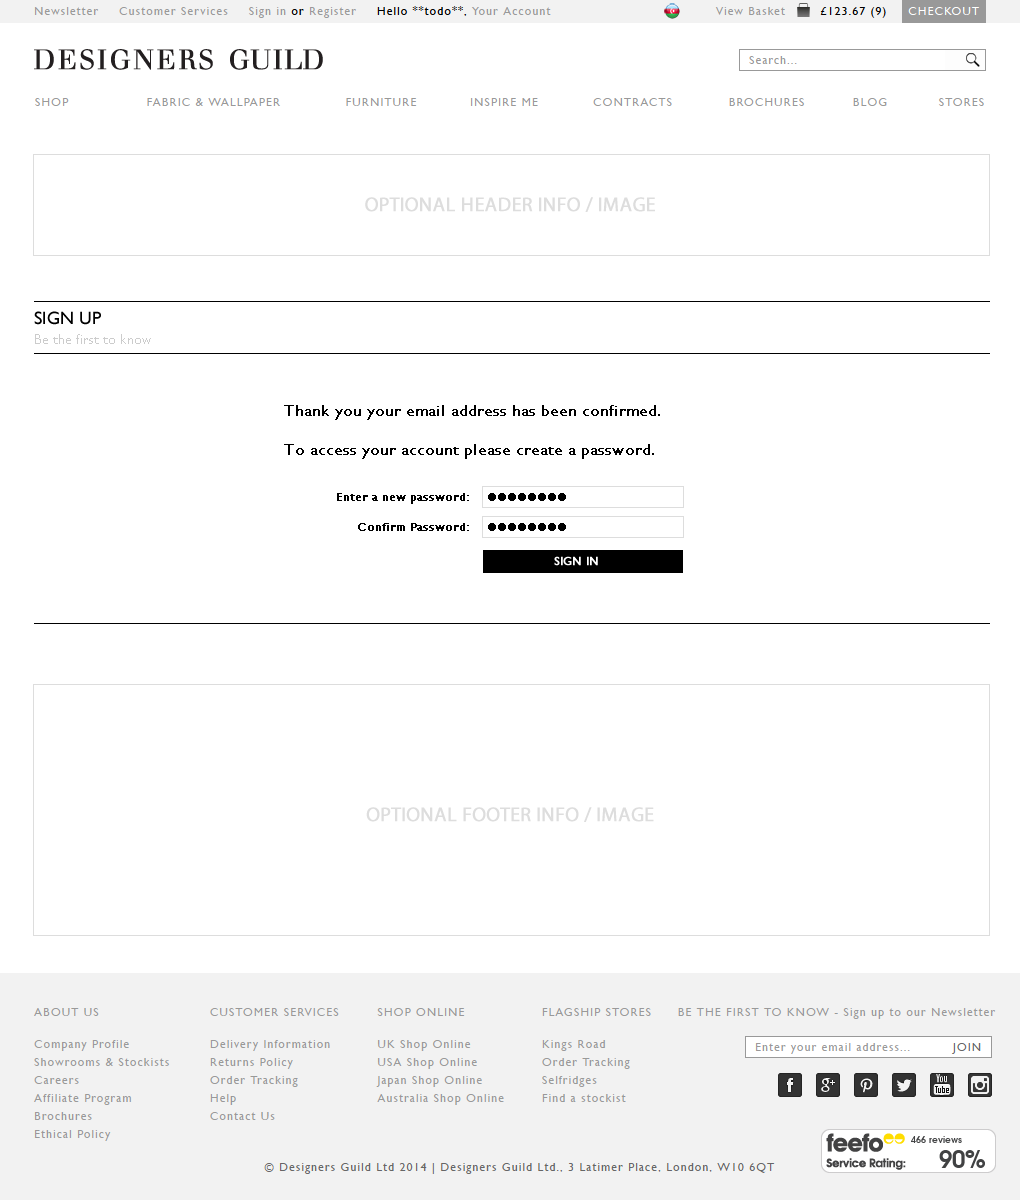 Newsletter Customer Services Sign in or Register Hello **todo**, Your Account View Basket £123.67 (9) CHECKOUT
DESIGNERS GUILD
Search...
SHOP FABRIC & WALLPAPER FURNITURE INSPIRE ME CONTRACTS BROCHURES BLOG STORES
OPTIONAL HEADER INFO / IMAGE
SIGN UP
Be the first to know
Thank you your email address has been confirmed.
To access your account please create a password.
Enter a new password: ●●●●●●●●
Confirm Password: ●●●●●●●●
SIGN IN
OPTIONAL FOOTER INFO / IMAGE
ABOUT US CUSTOMER SERVICES SHOP ONLINE FLAGSHIP STORES BE THE FIRST TO KNOW - Sign up to our Newsletter
Company Profile Delivery Information UK Shop Online Kings Road Enter your email address... JOIN
Showrooms & Stockists Returns Policy USA Shop Online Order Tracking
Careers Order Tracking Japan Shop Online Selfridges
Affiliate Program Help Australia Shop Online Find a stockist
Brochures Contact Us
Ethical Policy
f g+ You Tube
feefo 466 reviews
Service Rating: 90%
© Designers Guild Ltd 2014 | Designers Guild Ltd., 3 Latimer Place, London, W10 6QT